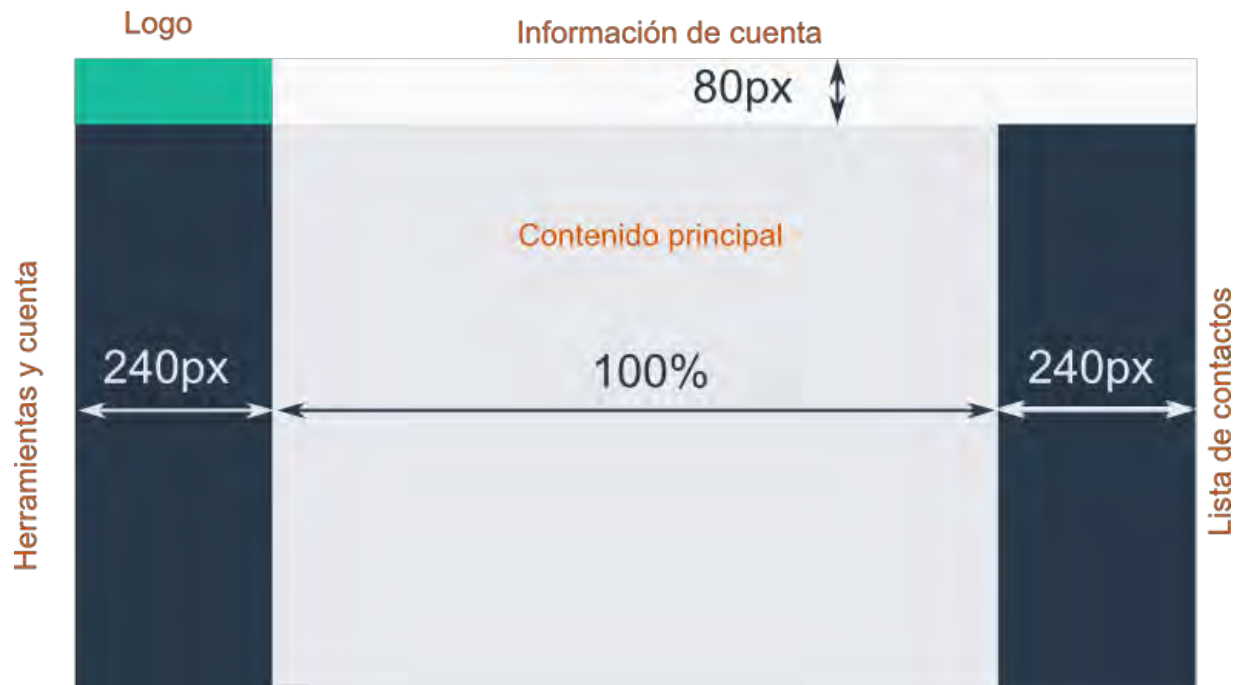 Logo
Información de cuenta
80px
Contenido principal
Herramientas y cuenta
240px
100%
240px
Lista de contactos